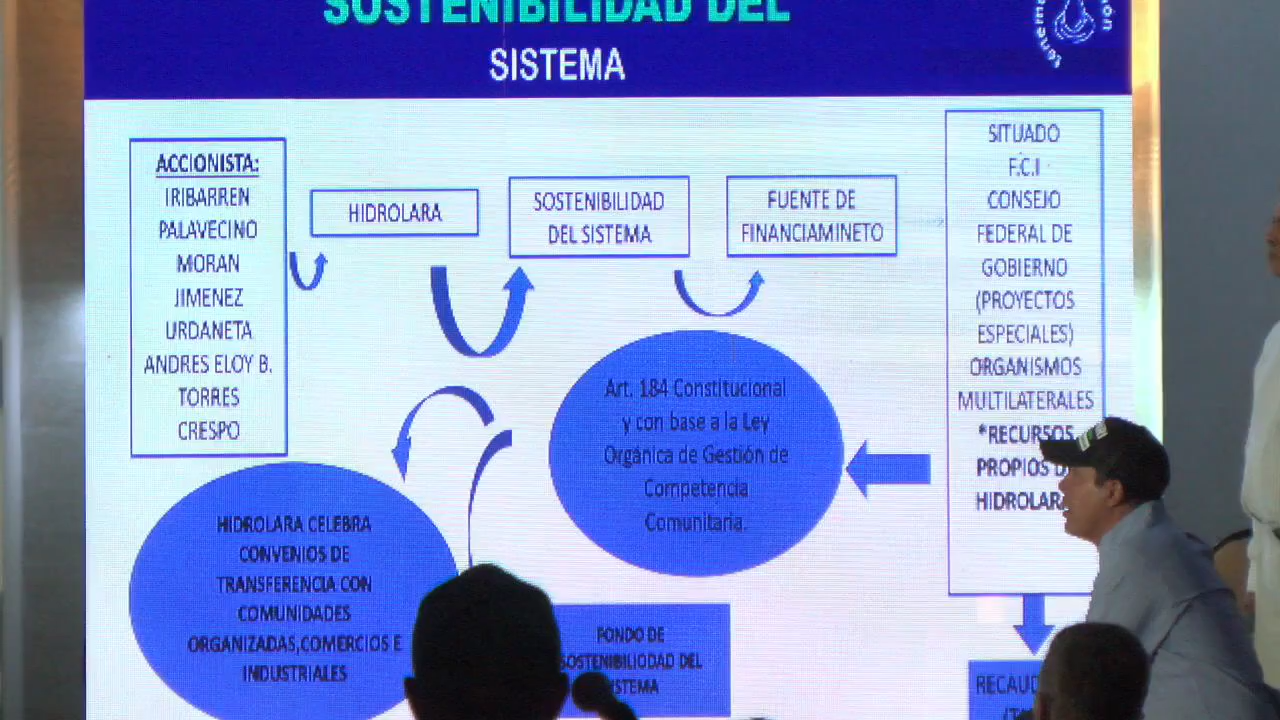 SOSTENIBILIDAD DEL
SISTEMA
ACCIONISTA:
IRIBARREN
PALAVECINO
MORAN
JIMENEZ
URDANETA
ANDRES ELOY B.
TORRES
CRESPO
HIDROLARA
SOSTENIBILIDAD
DEL SISTEMA
FUENTE DE
FINANCIAMINETO
SITUADO
F.C.I
CONSEJO
FEDERAL DE
GOBIERNO
(PROYECTOS
ESPECIALES)
ORGANISMOS
MULTILATERALES
*RECURSOS
PROPIOS
HIDROLARA
Art. 184 Constitucional
y con base a la Ley
Orgánica de Gestión de
Competencia
Comunitaria.
HIDROLARA CELEBRA
CONVENIOS DE
TRANSFERENCIA CON
COMUNIDADES
ORGANIZADAS,COMERCIOS E
INDUSTRIALES
FONDO DE
SOSTENIBILIODAD DEL